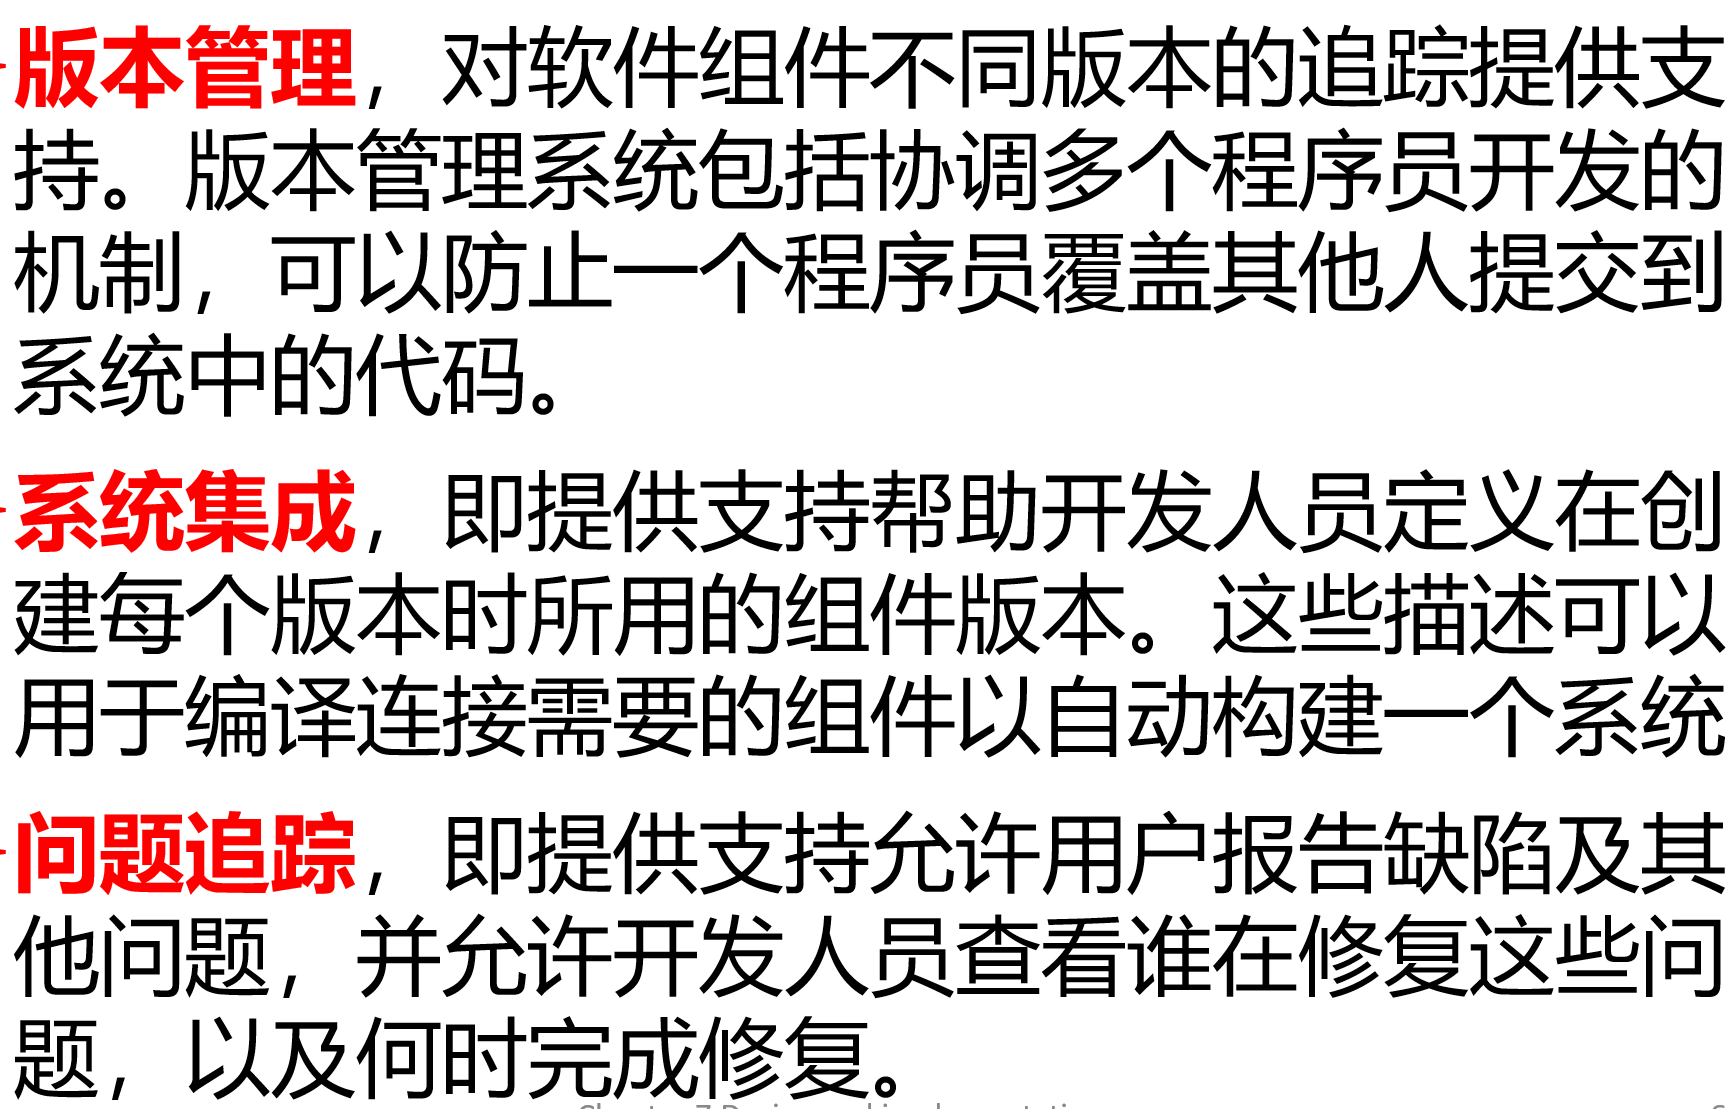 版本管理，对软件组件不同版本的追踪提供支
持。版本管理系统包括协调多个程序员开发的
机制，可以防止一个程序员覆盖其他人提交到
系统中的代码。
系统集成，即提供支持帮助开发人员定义在创
建每个版本时所用的组件版本。这些描述可以
用于编译连接需要的组件以自动构建一个系统
问题追踪，即提供支持允许用户报告缺陷及其
他问题，并允许开发人员查看谁在修复这些问
题，以及何时完成修复。